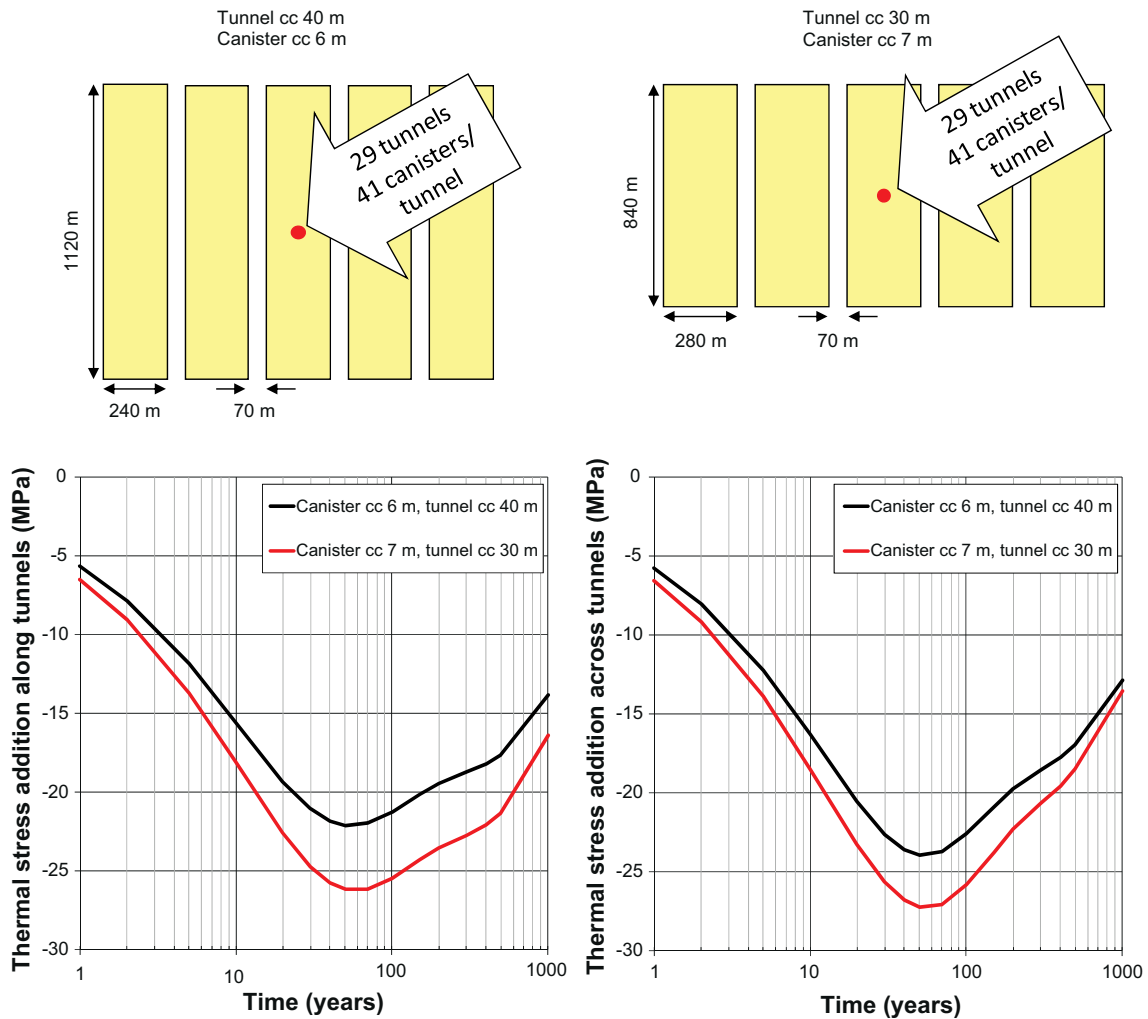 Tunnel cc 40 m
Canister cc 6 m
29 tunnels
41 canisters/
tunnel
1120 m
240 m
70 m
Tunnel cc 30 m
Canister cc 7 m
29 tunnels
41 canisters/
tunnel
840 m
280 m
70 m
Thermal stress addition along tunnels (MPa)
0
-5
-10
-15
-20
-25
-30
Canister cc 6 m, tunnel cc 40 m
Canister cc 7 m, tunnel cc 30 m
1
10
100
1000
Time (years)
Thermal stress addition across tunnels (MPa)
0
-5
-10
-15
-20
-25
-30
Canister cc 6 m, tunnel cc 40 m
Canister cc 7 m, tunnel cc 30 m
1
10
100
1000
Time (years)